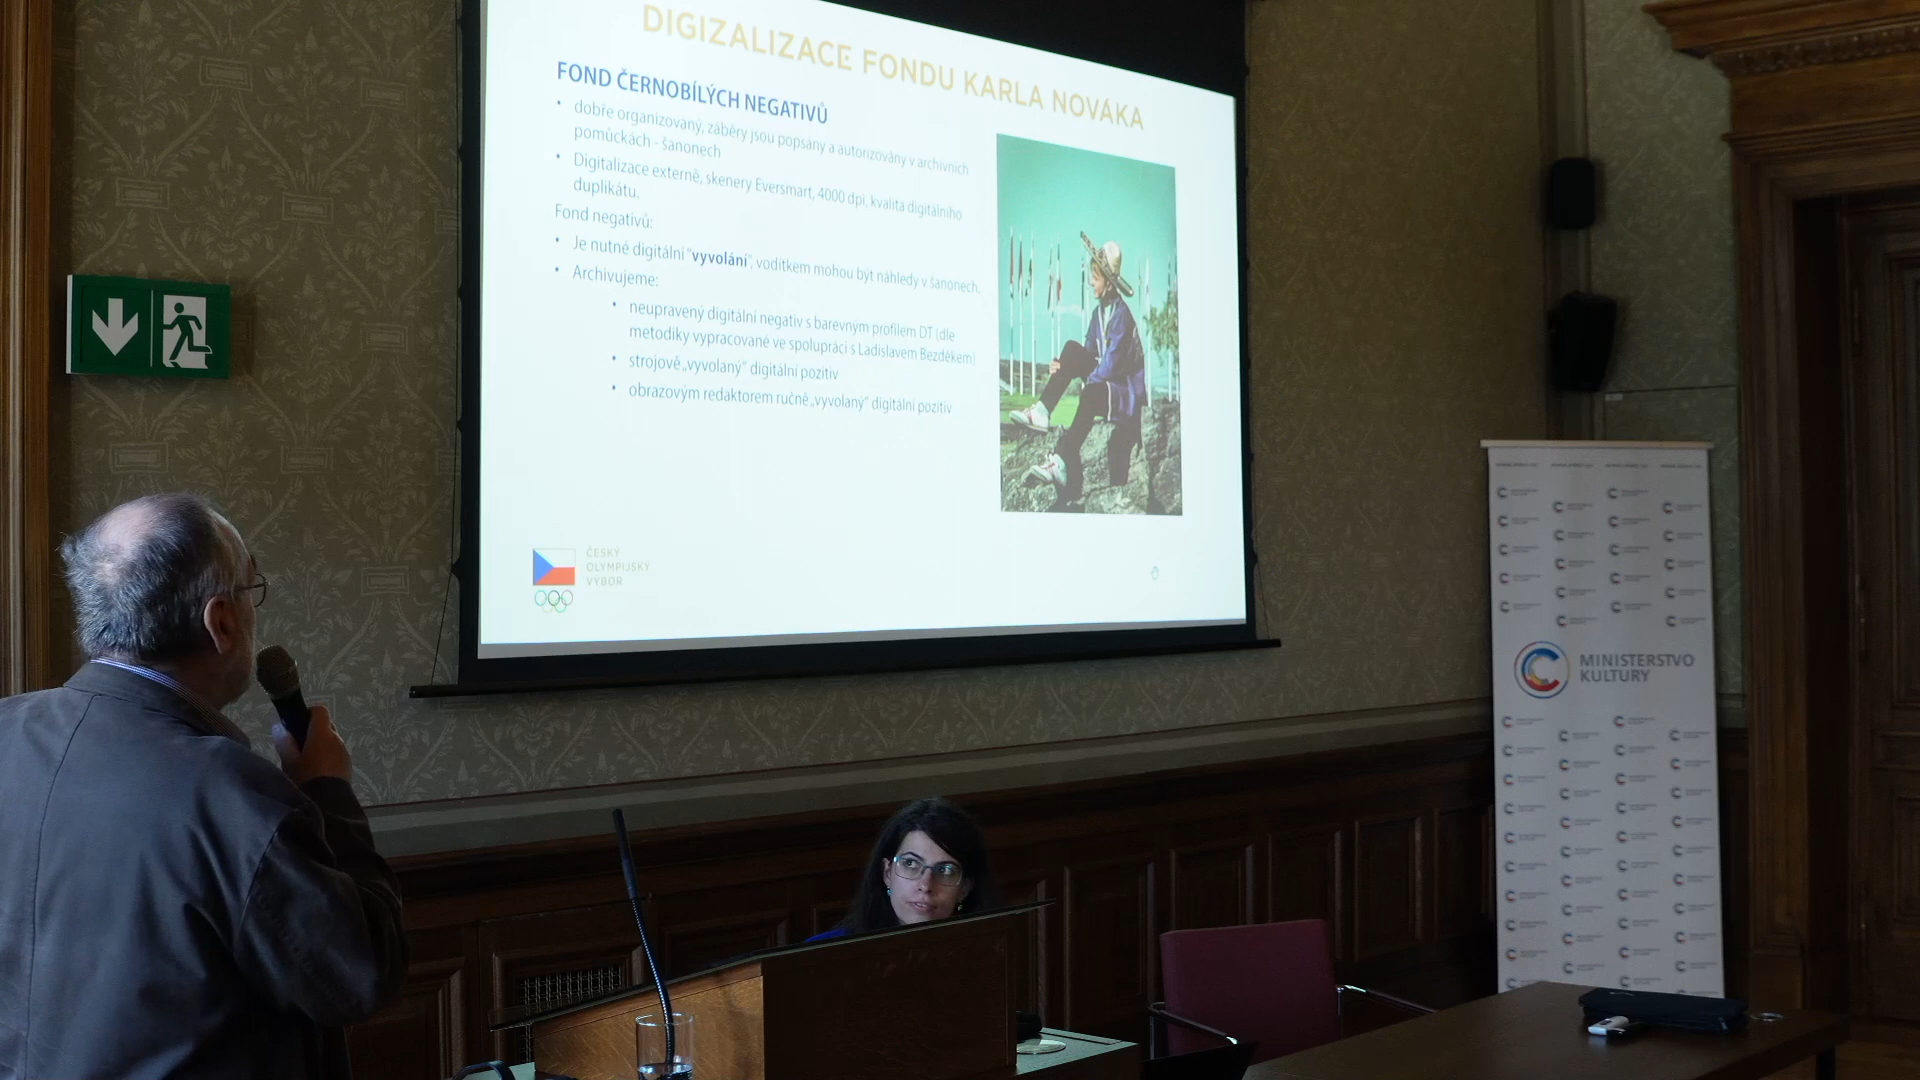 DIGIZALIZACE FONDU KARLA NOVÁKA
FOND ČERNOBÍLÝCH NEGATIVŮ
• dobře organizovaný, záběry jsou popsány a autorizovány v archivních
pomůckách - šanonech
• Digitalizace externě, skenery Eversmart, 4000 dpi, kvalita digitálního
duplikátu.
Fond negativů:
• Je nutné digitální "vyvolání", vodítkem mohou být náhledy v šanonech.
• Archivujeme:
• neupravený digitální negativ s barevným profilem DT (dle
metodiky vypracované ve spolupráci s Ladislavem Bezděkem)
• strojově „vyvolaný" digitální pozitiv
• obrazovým redaktorem ručně „vyvolaný" digitální pozitiv
ČESKÝ
OLYMPIJSKÝ
VÝBOR
MINISTERSTVO
KULTURY